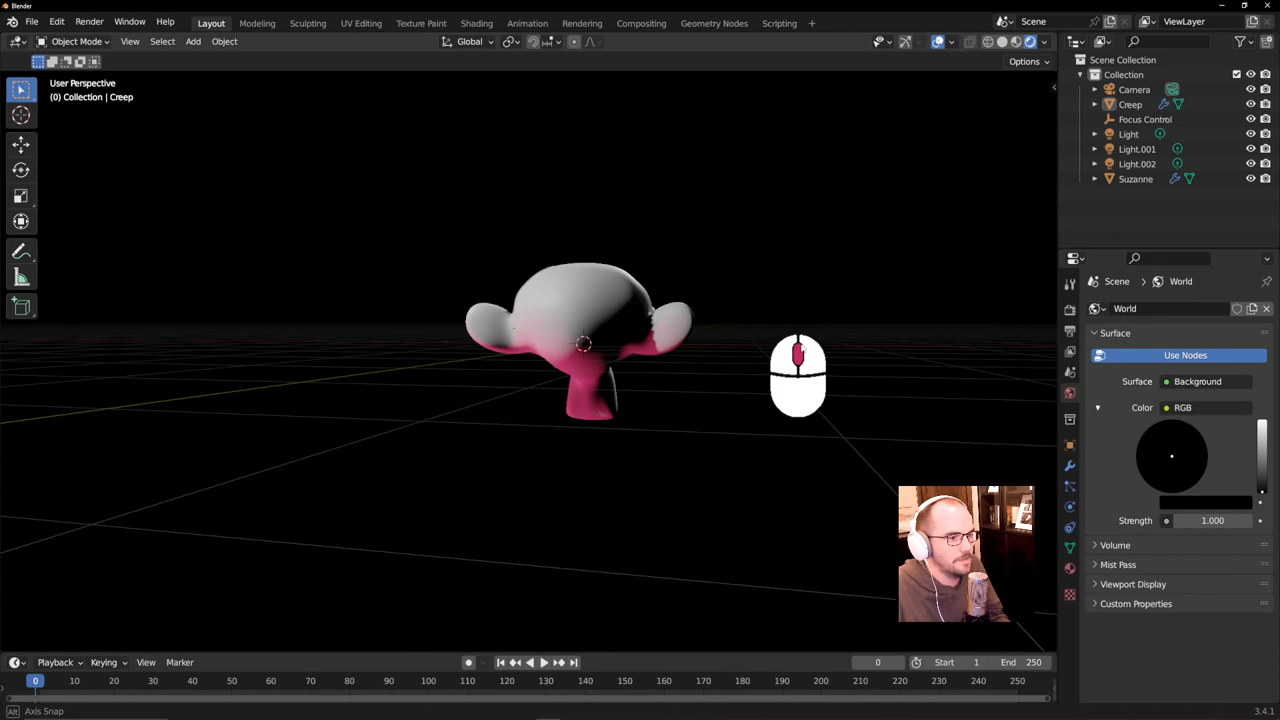 Blender
File Edit Render Window Help
Layout Modeling Sculpting UV Editing Texture Paint Shading Animation Rendering Compositing Geometry Nodes Scripting +
Scene
ViewLayer
Object Mode View Select Add Object
Global
Options
User Perspective
(0) Collection | Creep
Scene Collection
Collection
Camera
Creep
Focus Control
Light
Light.001
Light.002
Suzanne
Scene > World
World
Surface
Use Nodes
Surface Background
Color RGB
Strength 1.000
Volume
Mist Pass
Viewport Display
Custom Properties
Playback Keying View Marker
0 Start 1 End 250
0 10 20 30 40 50 60 70 80 90 100 110 120 130 140 150 160 170 180 190 200 210 220 230 240 250
Alt Axis Snap
3.4.1